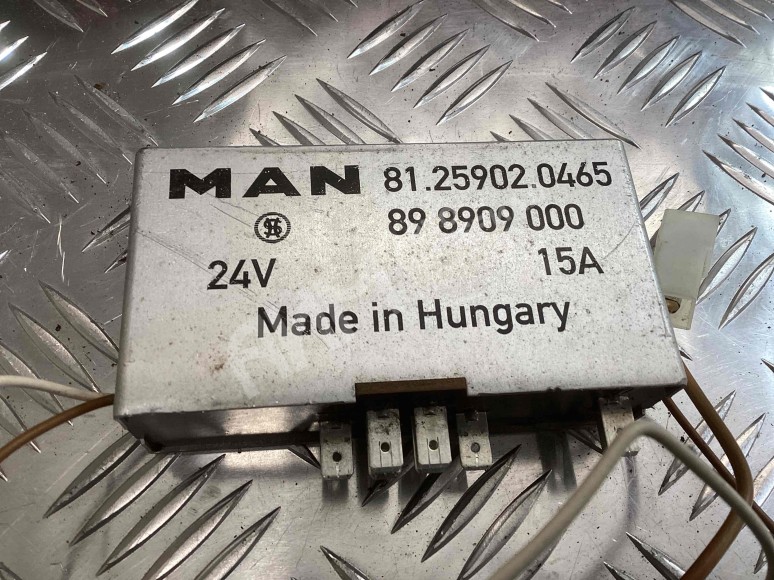 MAN 81.25902.0465
89 8909 000
24V 15A
Made in Hungary